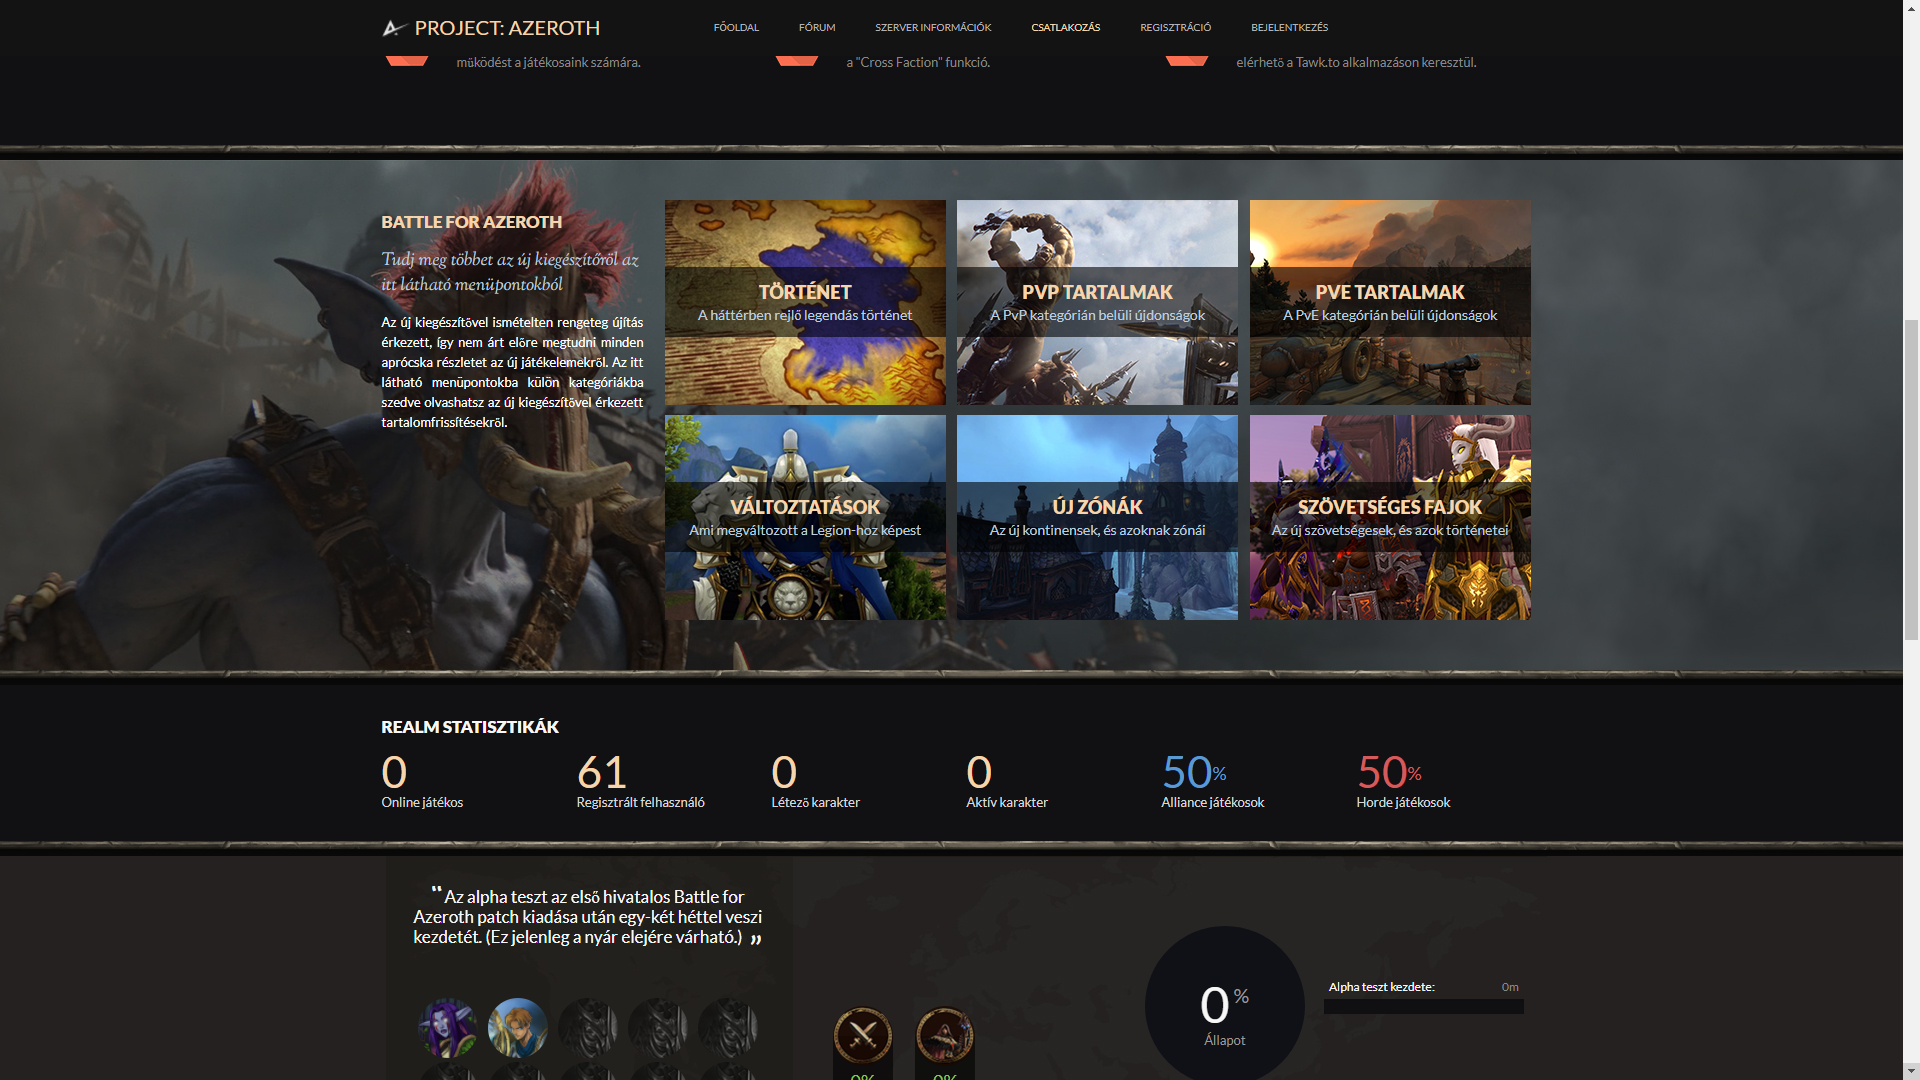 PROJECT: AZEROTH
FŐOLDAL
FÓRUM
SZERVER INFORMÁCIÓK
CSATLAKOZÁS
REGISZTRÁCIÓ
BEJELENTKEZÉS
működést a játékosaink számára.
a "Cross Faction" funkció.
elérhető a Tawk.to alkalmazáson keresztül.
BATTLE FOR AZEROTH
Tudj meg többet az új kiegészítőről az
itt látható menüpontokból
Az új kiegészítővel ismételten rengeteg újítás
érkezett, így nem árt előre megtudni minden
aprócska részletet az új játékelemekről. Az itt
látható menüpontokba külön kategóriákba
szedve olvashatsz az új kiegészítővel érkezett
tartalomfrissítésekről.
TÖRTÉNET
A háttérben rejlő legendás történet
PVP TARTALMAK
A PvP kategórián belüli újdonságok
PVE TARTALMAK
A PvE kategórián belüli újdonságok
VÁLTOZTATÁSOK
Ami megváltozott a Legion-hoz képest
ÚJ ZÓNÁK
Az új kontinensek, és azoknak zónái
SZÖVETSÉGES FAJOK
Az új szövetségesek, és azok történetei
REALM STATISZTIKÁK
0
Online játékos
61
Regisztrált felhasználó
0
Létező karakter
0
Aktív karakter
50%
Alliance játékosok
50%
Horde játékosok
“ Az alpha teszt az első hivatalos Battle for
Azeroth patch kiadása után egy-két héttel veszi
kezdetét. (Ez jelenleg a nyár elejére várható.) ”
0%
0%
0%
Állapot
Alpha teszt kezdete:
0m